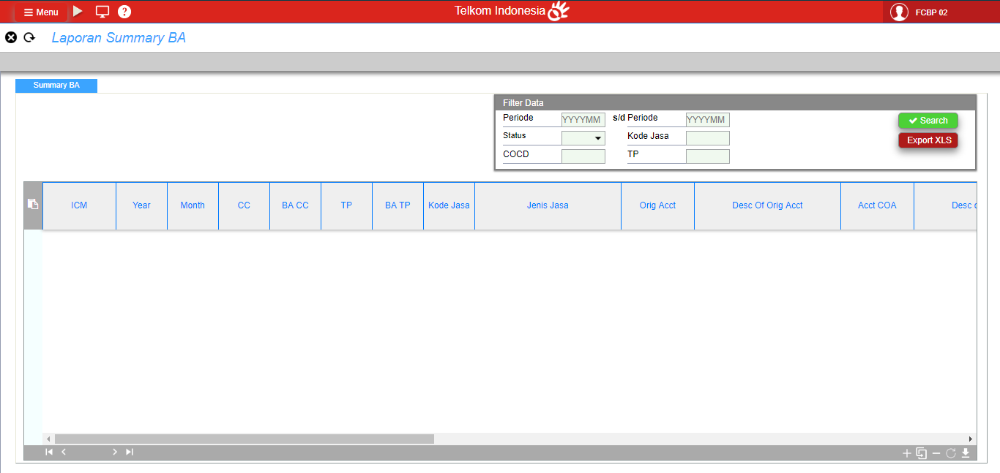 Menu
?
Telkom Indonesia
FCBP 02
Laporan Summary BA
Summary BA
Filter Data
Periode YYYYMM s/d Periode YYYYMM
Search
Status Kode Jasa
Export XLS
COCD TP
ICM Year Month CC BA CC TP BA TP Kode Jasa Jenis Jasa Orig Acct Desc Of Orig Acct Acct COA Desc